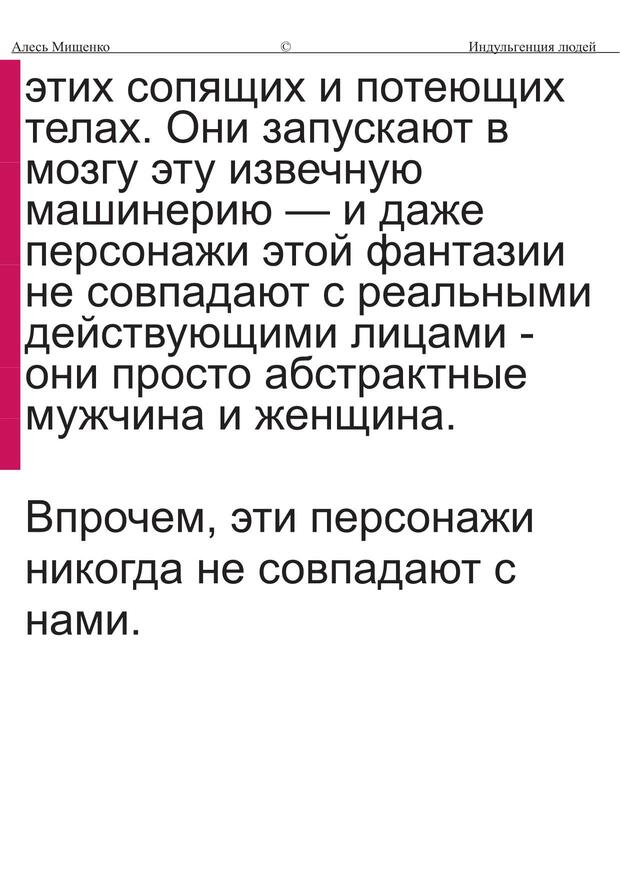 Алесь Мищенко © Индульгенция людей
этих сопящих и потеющих
телах. Они запускают в
мозгу эту извечную
машинерию — и даже
персонажи этой фантазии
не совпадают с реальными
действующими лицами -
они просто абстрактные
мужчина и женщина.
Впрочем, эти персонажи
никогда не совпадают с
нами.